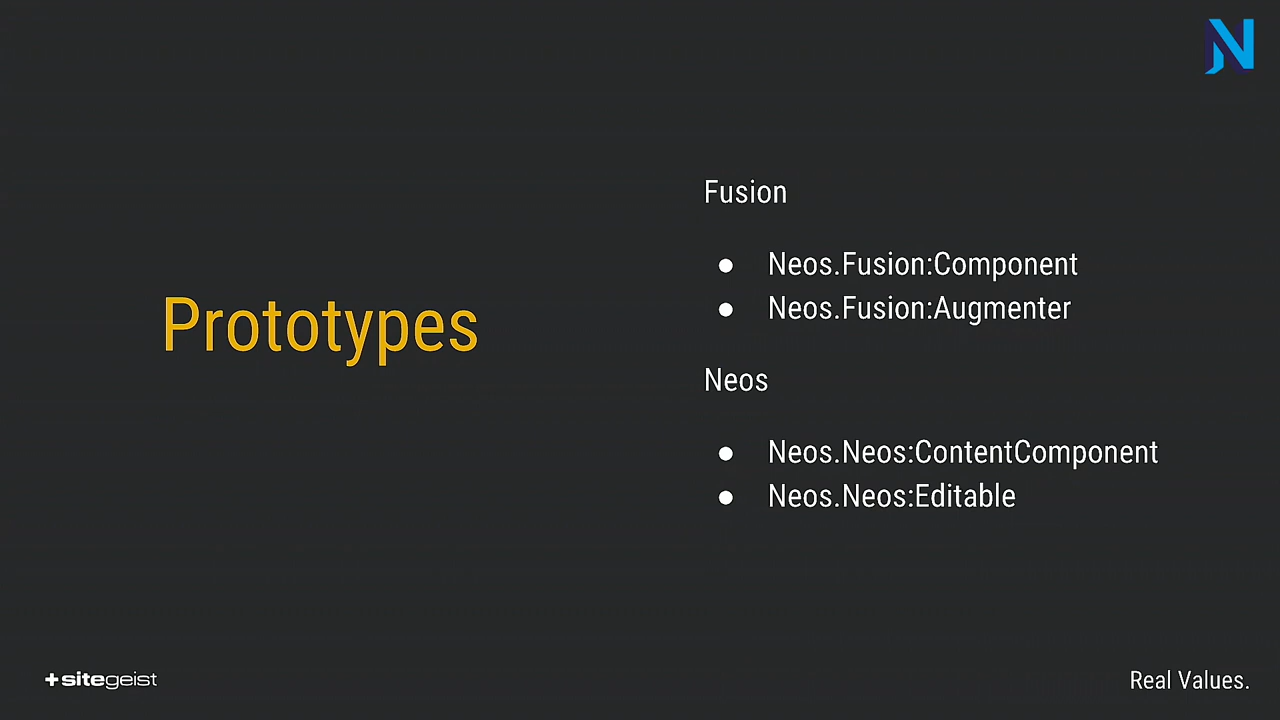 Prototypes
Fusion
● Neos.Fusion:Component
● Neos.Fusion:Augmenter
Neos
● Neos.Neos:ContentComponent
● Neos.Neos:Editable
+sitegeist
Real Values.